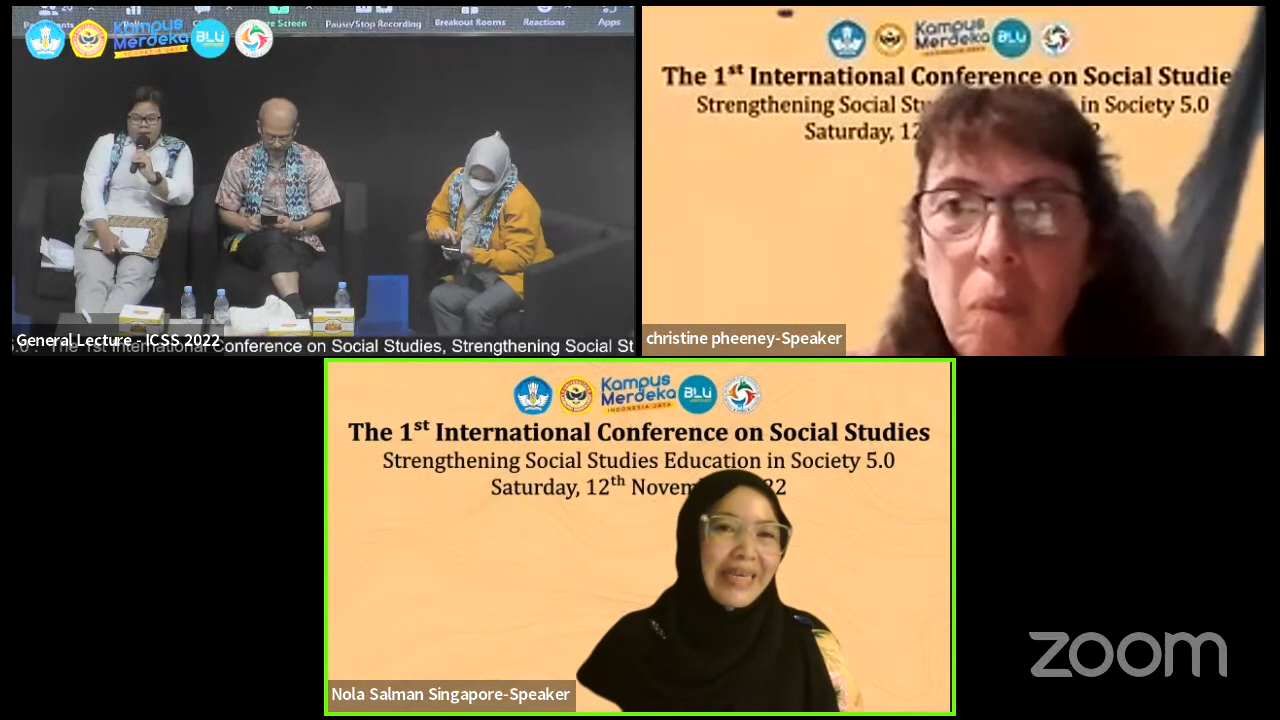 Share Screen
Pause/Stop Recording
Breakout Rooms
Reactions
Apps
Kampus
Merdeka
INDONESIA JAYA
BLU
General Lecture - ICSS 2022
5.0". "The 1st International Conference on Social Studies, Strengthening Social St
Kampus
Merdeka
BLU
The 1st International Conference on Social Studie
Strengthening Social Stu in Society 5.0
Saturday, 12 2
christine pheeney-Speaker
Kampus
Merdeka
INDONESIA JAYA
BLU
The 1st International Conference on Social Studies
Strengthening Social Studies Education in Society 5.0
Saturday, 12th Novem 22
Nola Salman Singapore-Speaker
zoom